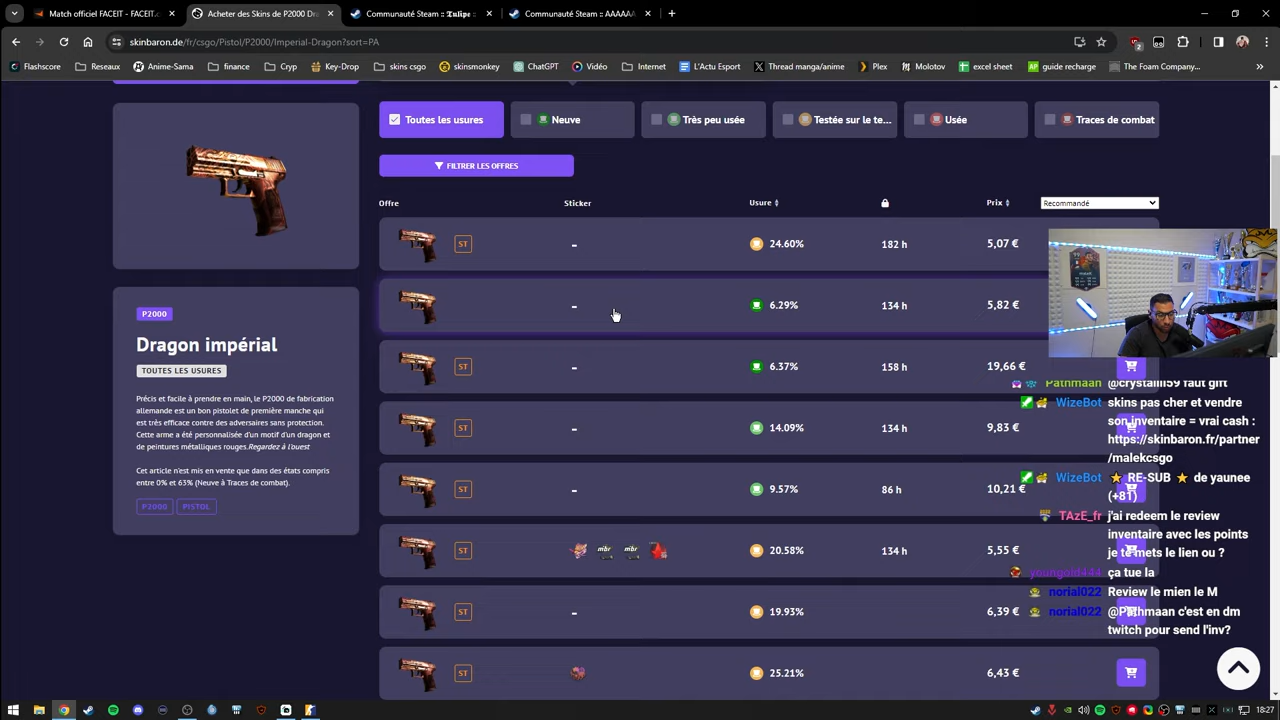 Match officiel FACEIT - FACEIT.c
Acheter des Skins de P2000 Dr
Communauté Steam :: 𝕿𝖚𝖑𝖎𝖕𝖊 ::
Communauté Steam :: AAAAAA
skinbaron.de/fr/csgo/Pistol/P2000/Imperial-Dragon?sort=PA
2
Flashscore
Reseaux
Anime-Sama
finance
Cryp
Key-Drop
skins csgo
skinsmonkey
ChatGPT
Vidéo
Internet
L'Actu Esport
Thread manga/anime
Plex
Molotov
excel sheet
guide recharge
The Foam Company...
Toutes les usures
Neuve
Très peu usée
Testée sur le te...
Usée
Traces de combat
FILTRER LES OFFRES
Offre
Sticker
Usure
Prix
Recommandé
ST
-
24.60%
182 h
5,07 €
-
6.29%
134 h
5,82 €
ST
-
6.37%
158 h
19,66 €
-
14.09%
134 h
9,83 €
ST
-
9.57%
86 h
10,21 €
ST
mbr
mbr
20.58%
134 h
5,55 €
ST
-
19.93%
6,39 €
ST
25.21%
6,43 €
P2000
Dragon impérial
TOUTES LES USURES
Précis et facile à prendre en main, le P2000 de fabrication
allemande est un bon pistolet de première manche qui
est très efficace contre des adversaires sans protection.
Cette arme a été personnalisée d'un motif d'un dragon et
de peintures métalliques rouges.Regardez à l'ouest
Cet article n'est mis en vente que dans des états compris
entre 0% et 63% (Neuve à Traces de combat).
P2000
PISTOL
Pathmaan @crystalill59 faut gift
WizeBot skins pas cher et vendre
son inventaire = vrai cash :
https://skinbaron.fr/partner
/malekcsgo
WizeBot ⭐ RE-SUB ⭐ de yaunee
(+81)
TAzE_fr j'ai redeem le review
inventaire avec les points
je te mets le lien ou ?
youngold444 ça tue la
norial022 Review le mien le M
norial022 @Pathmaan c'est en dm
twitch pour send l'inv?
18:27